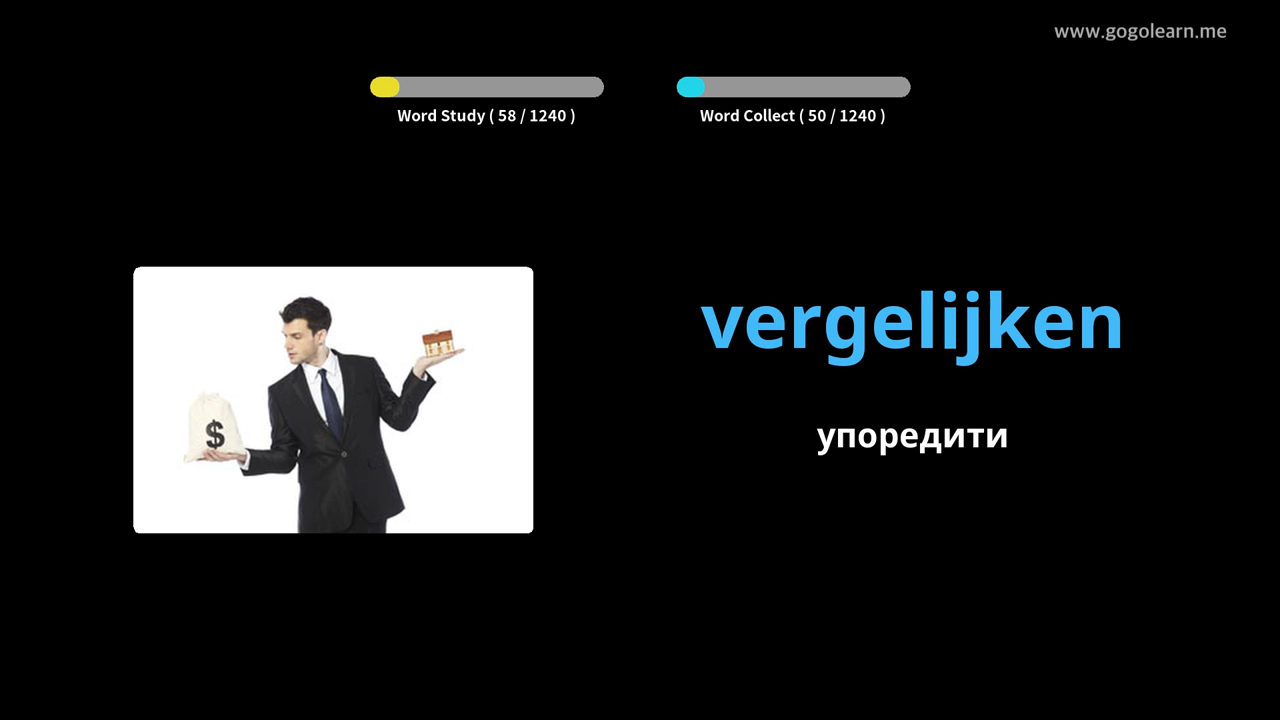 www.gogolearn.me
Word Study ( 58 / 1240 )
Word Collect ( 50 / 1240 )
vergelijken
упоредити
$